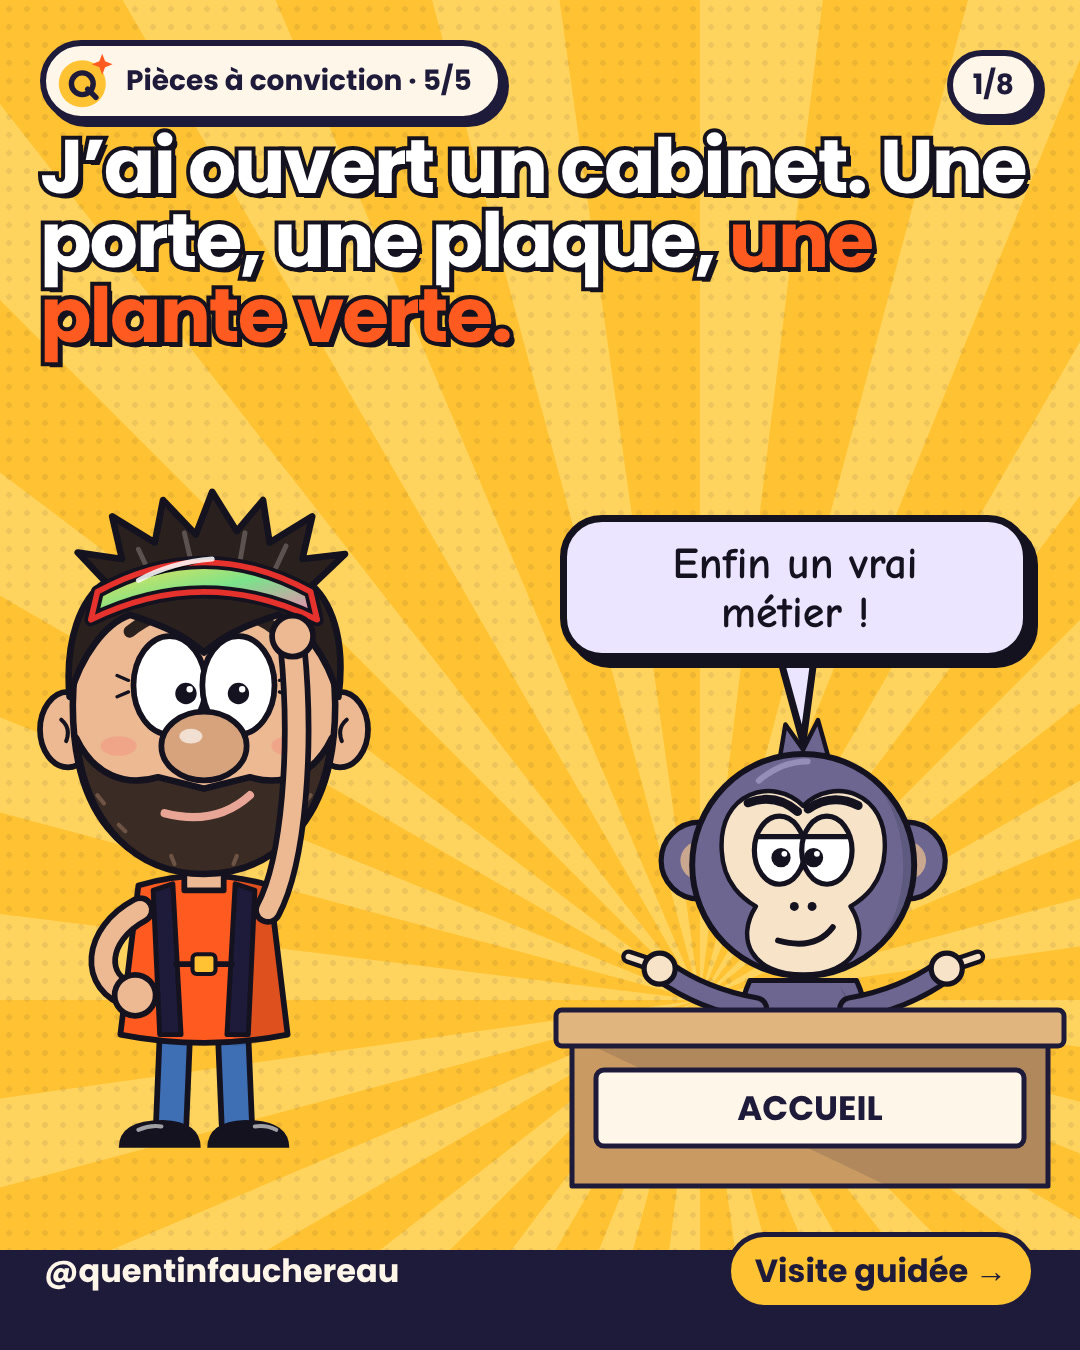 Q
Pièces à conviction · 5/5
1/8
J’ai ouvert un cabinet. Une
porte, une plaque, une
plante verte.
Enfin un vrai
métier !
ACCUEIL
@quentinfauchereau
Visite guidée →